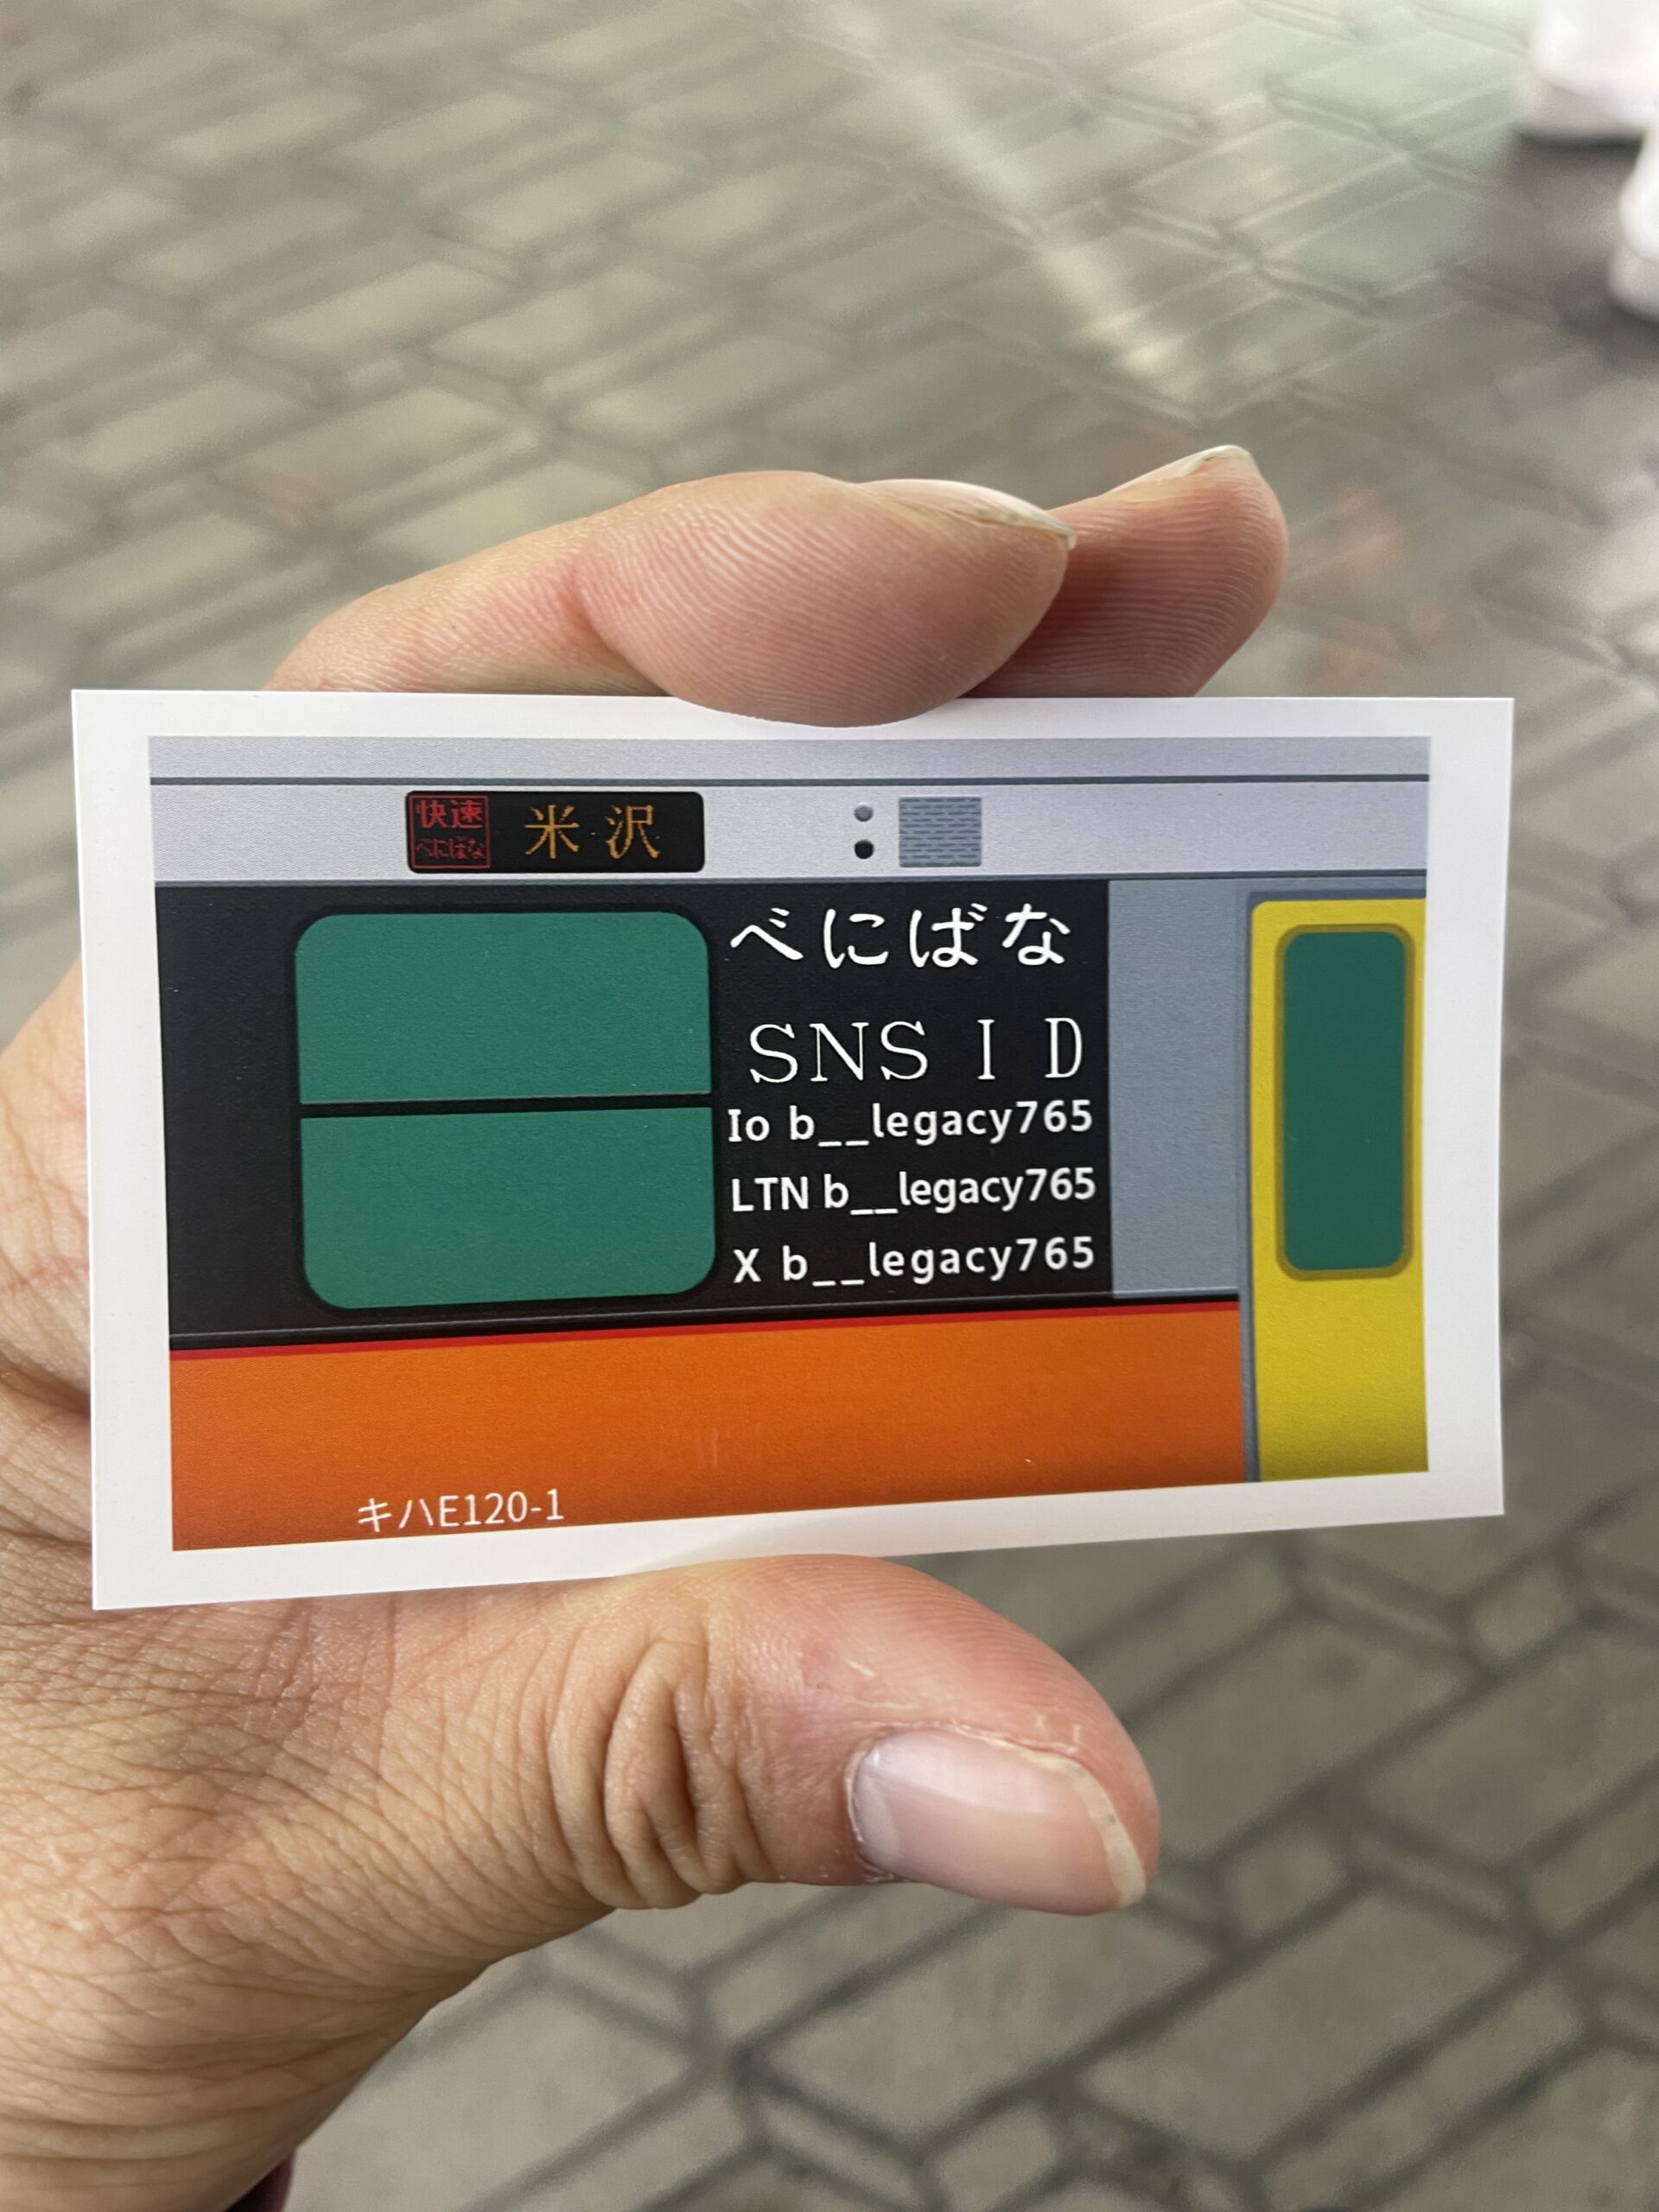 快速 米沢
べにばな
べにばな
SNS I D
Io b__legacy765
LTN b__legacy765
X b__legacy765
キハE120-1